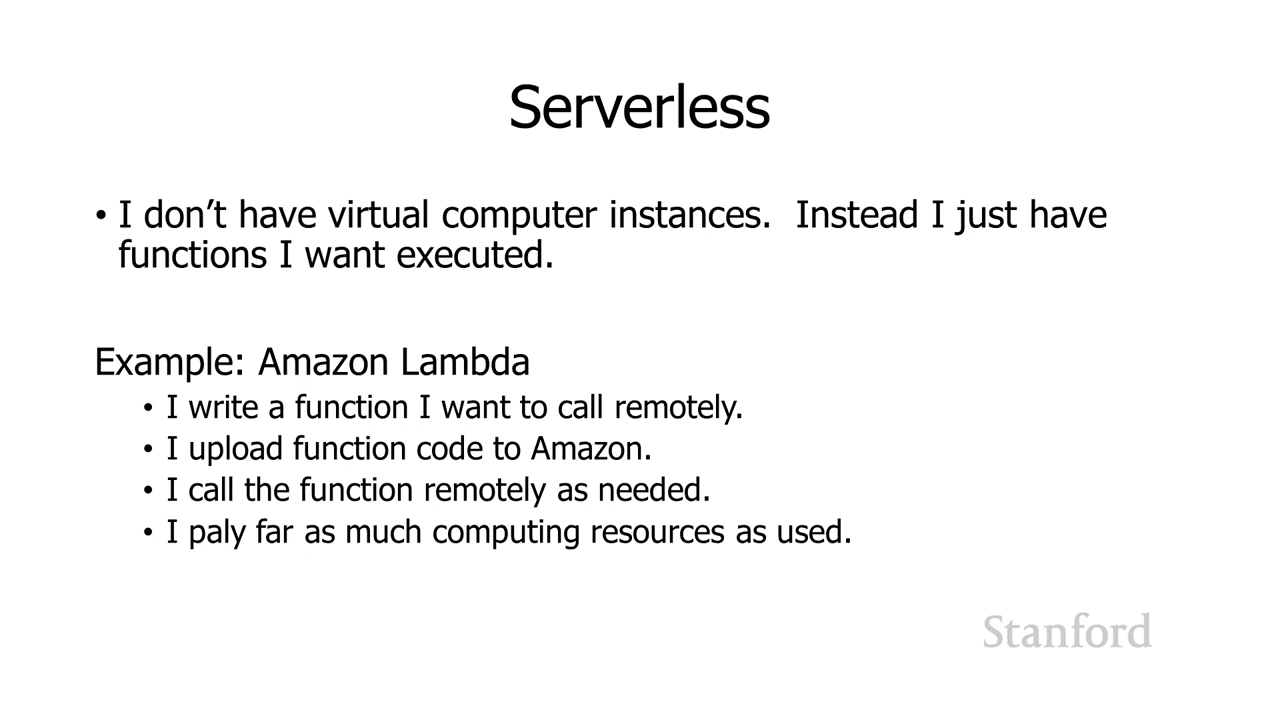 Serverless
• I don’t have virtual computer instances.  Instead I just have
functions I want executed.
Example: Amazon Lambda
• I write a function I want to call remotely.
• I upload function code to Amazon.
• I call the function remotely as needed.
• I paly far as much computing resources as used.
Stanford